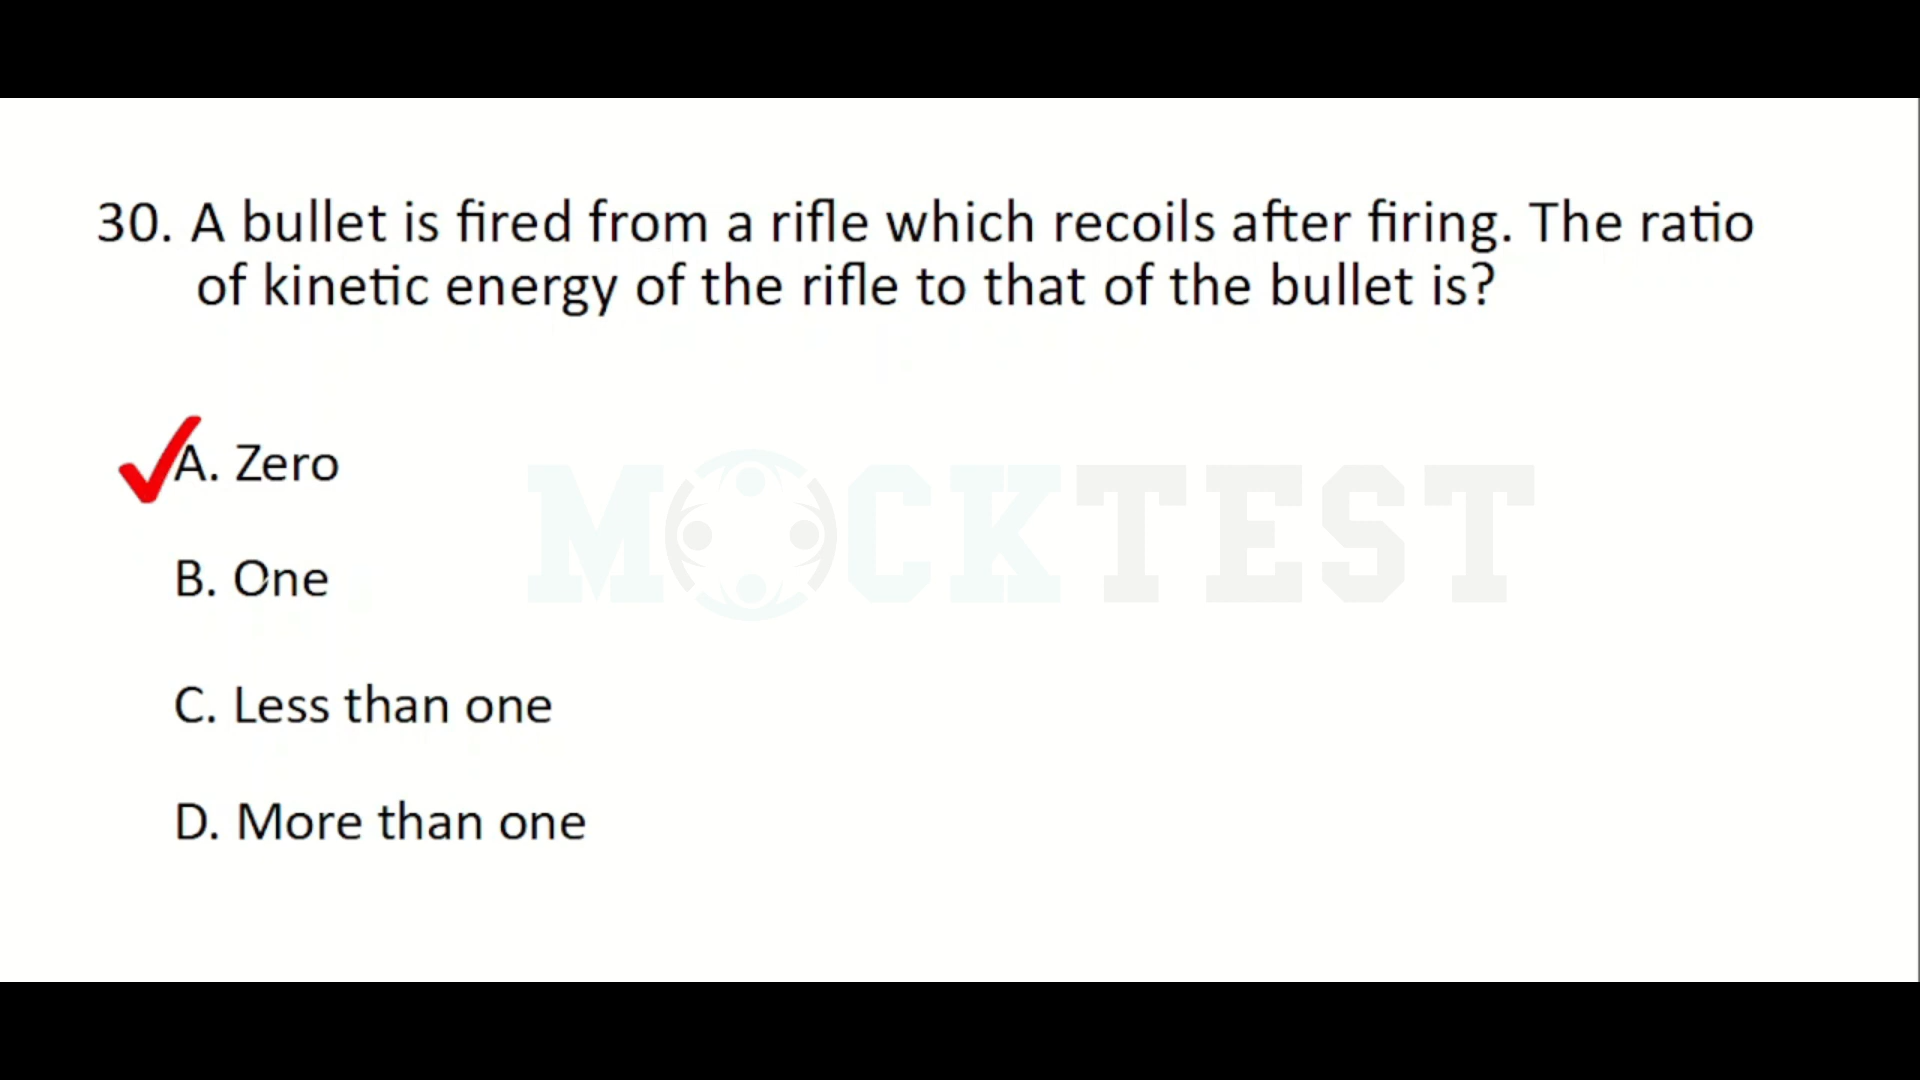 30. A bullet is fired from a rifle which recoils after firing. The ratio
of kinetic energy of the rifle to that of the bullet is?
A. Zero
MOCKTEST
B. One
C. Less than one
D. More than one